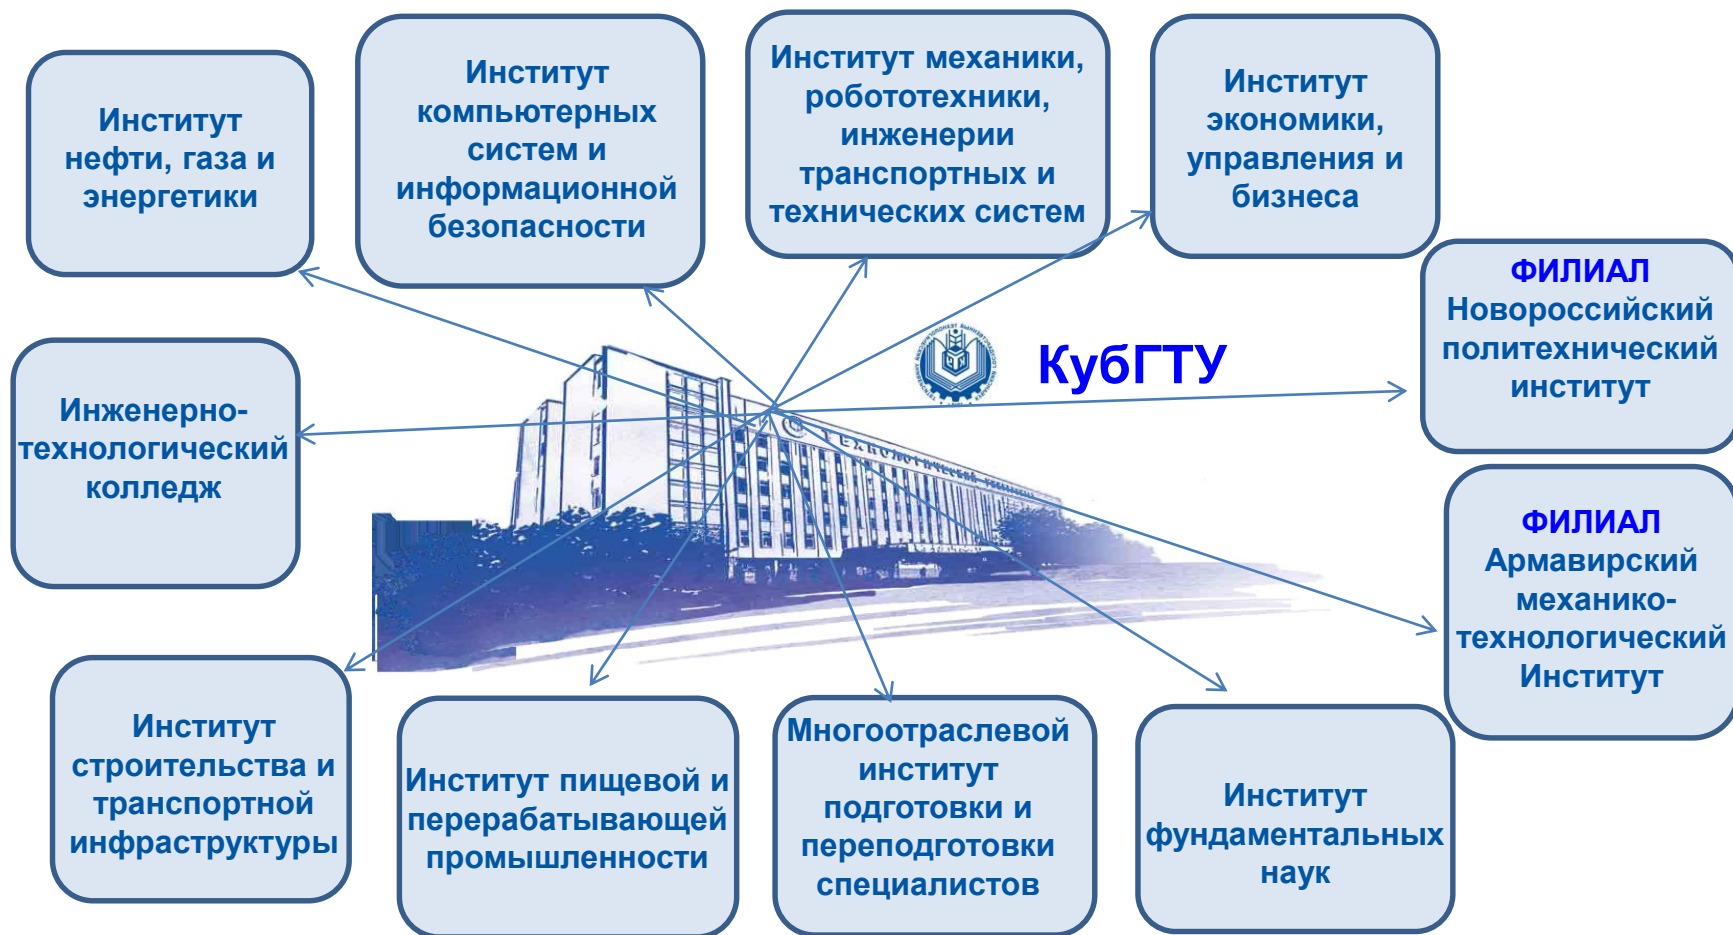 Институт
нефти, газа и
энергетики
Институт
компьютерных
систем и
информационной
безопасности
Институт механики,
робототехники,
инженерии
транспортных и
технических систем
Институт
экономики,
управления и
бизнеса
ФИЛИАЛ
Новороссийский
политехнический
институт
КубГТУ
Инженерно-
технологический
колледж
ТЕХНОЛОГИЧЕСКИЙ
ФИЛИАЛ
Армавирский
механико-
технологический
Институт
Институт
строительства и
транспортной
инфраструктуры
Институт пищевой и
перерабатывающей
промышленности
Многоотраслевой
институт
подготовки и
переподготовки
специалистов
Институт
фундаментальных
наук